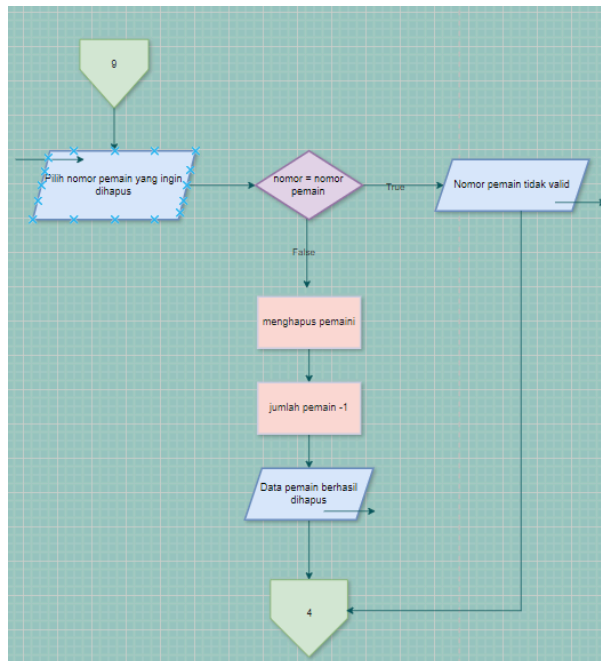 9
Pilih nomor pemain yang ingin
dihapus
nomor = nomor
pemain
True
Nomor pemain tidak valid
False
menghapus pemaini
jumlah pemain -1
Data pemain berhasil
dihapus
4